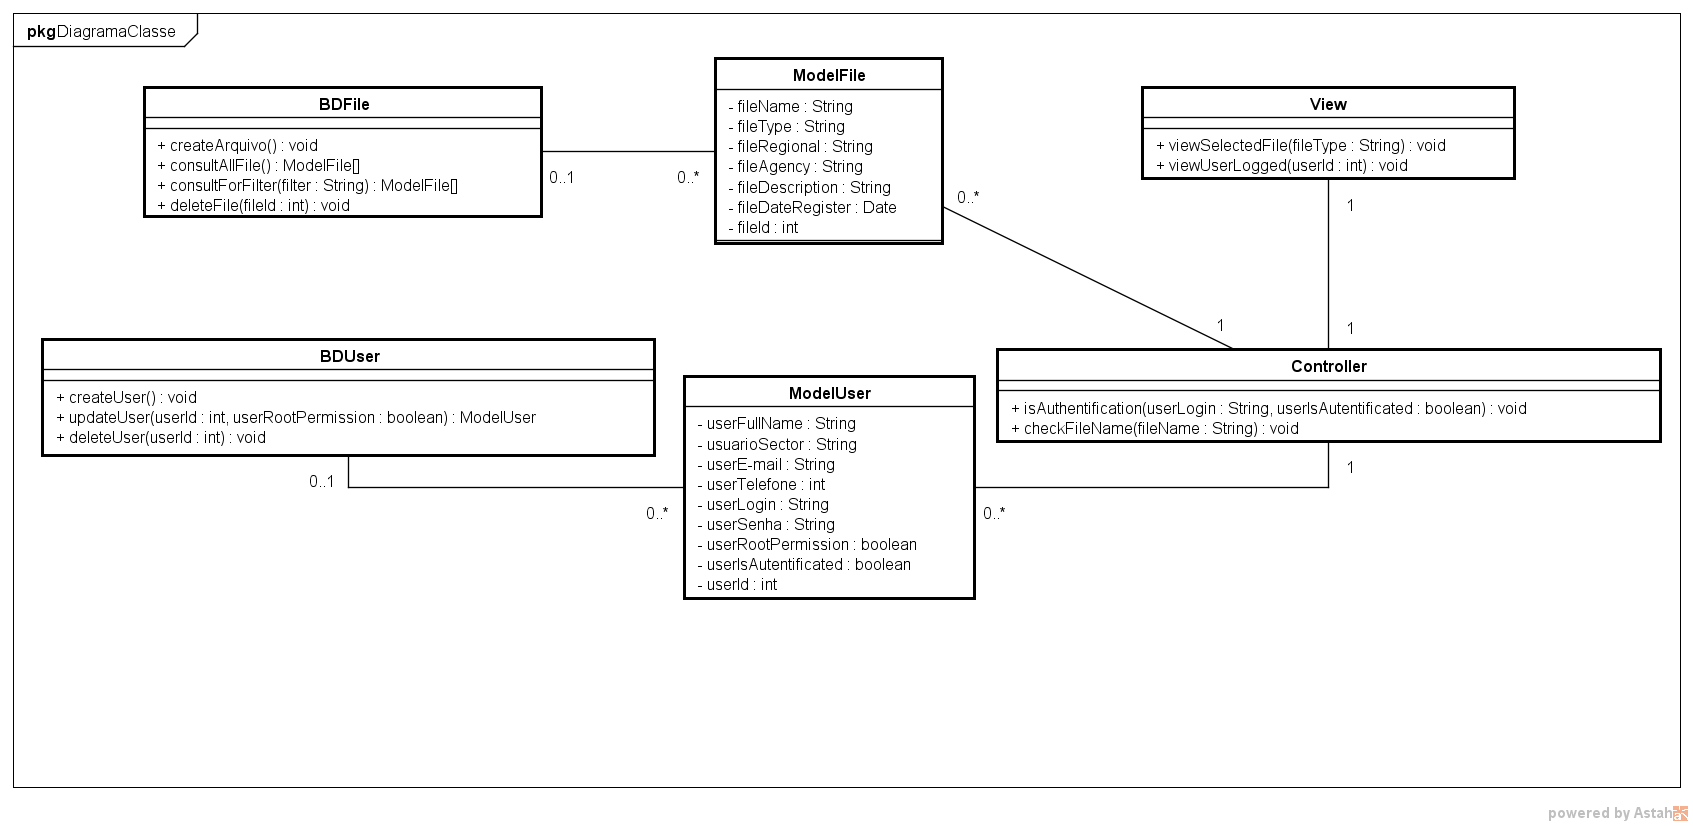 pkg DiagramaClasse
BDFile
+ createArquivo() : void
+ consultAllFile() : ModelFile[]
+ consultForFilter(filter : String) : ModelFile[]
+ deleteFile(fileId : int) : void
0..1
0..*
ModelFile
- fileName : String
- fileType : String
- fileRegional : String
- fileAgency : String
- fileDescription : String
- fileDateRegister : Date
- fileId : int
0..*
1
View
+ viewSelectedFile(fileType : String) : void
+ viewUserLogged(userId : int) : void
1
1
BDUser
+ createUser() : void
+ updateUser(userId : int, userRootPermission : boolean) : ModelUser
+ deleteUser(userId : int) : void
0..1
0..*
ModelUser
- userFullName : String
- usuarioSector : String
- userE-mail : String
- userTelefone : int
- userLogin : String
- userSenha : String
- userRootPermission : boolean
- userIsAutentificated : boolean
- userId : int
0..*
1
Controller
+ isAuthentification(userLogin : String, userIsAutentificated : boolean) : void
+ checkFileName(fileName : String) : void
powered by Astah